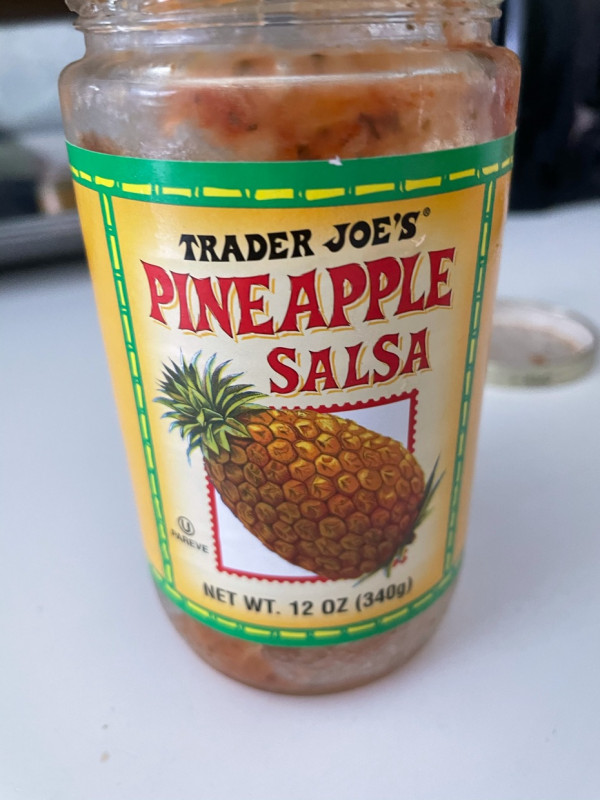 TRADER JOE'S®
PINEAPPLE
SALSA
U
PAREVE
NET WT. 12 OZ (340g)